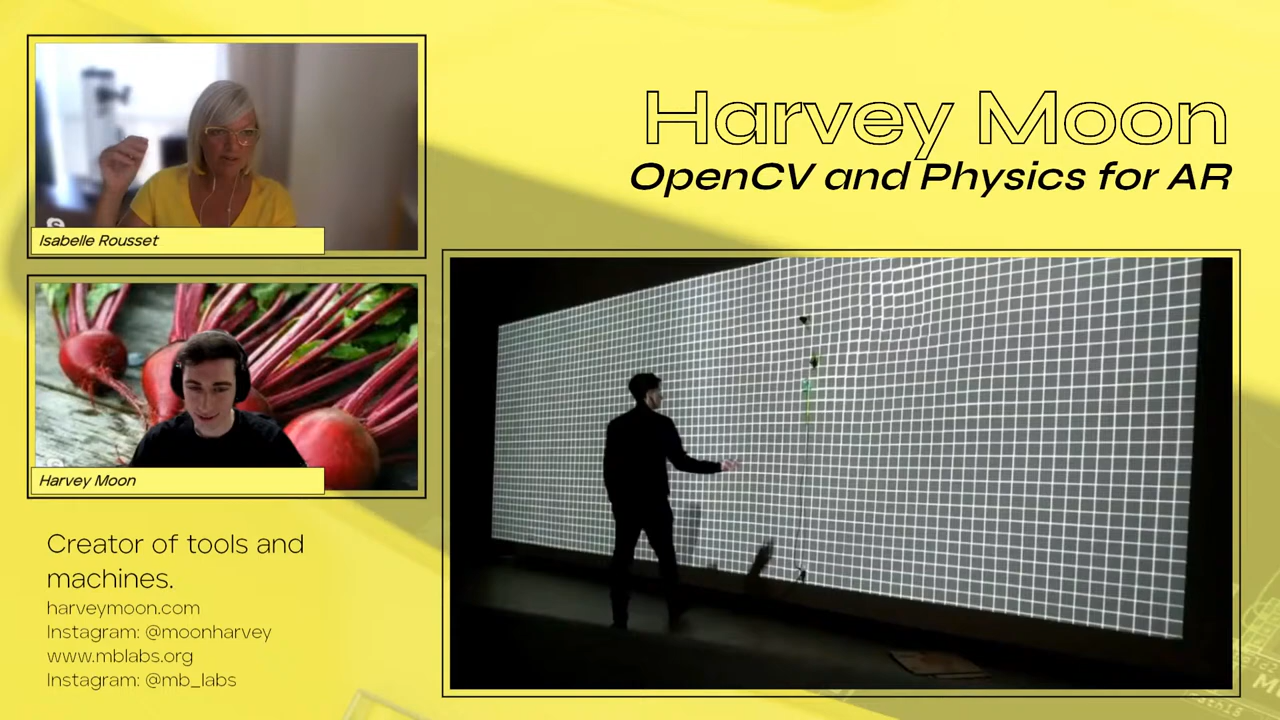 Harvey Moon
OpenCV and Physics for AR
Isabelle Rousset
Harvey Moon
Creator of tools and
machines.
harveymoon.com
Instagram: @moonharvey
www.mblabs.org
Instagram: @mb_labs